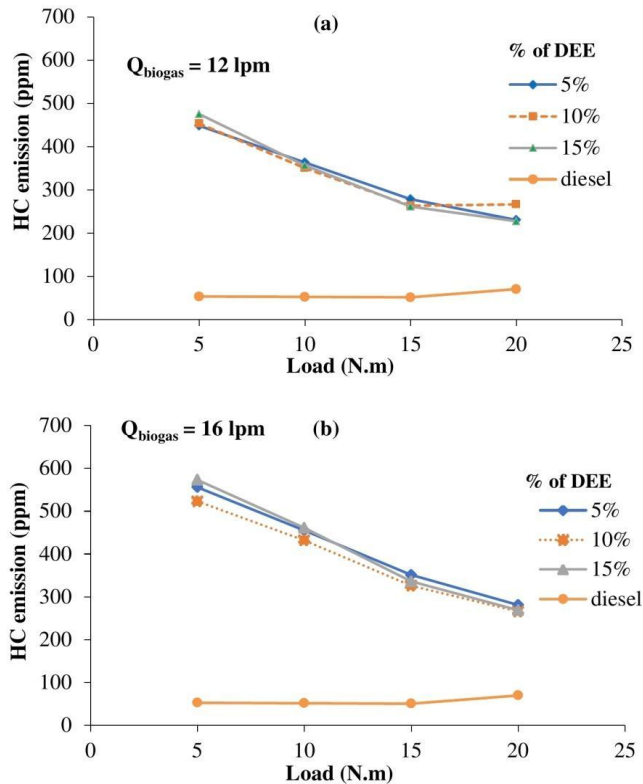 700
(a)
600
% of DEE
Q_biogas = 12 lpm
500
5%
400
10%
300
15%
200
diesel
100
0
0 5 10 15 20 25
Load (N.m)
HC emission (ppm)
700
Q_biogas = 16 lpm (b)
600
% of DEE
500
5%
400
10%
300
15%
200
diesel
100
0
0 5 10 15 20 25
Load (N.m)
HC emission (ppm)